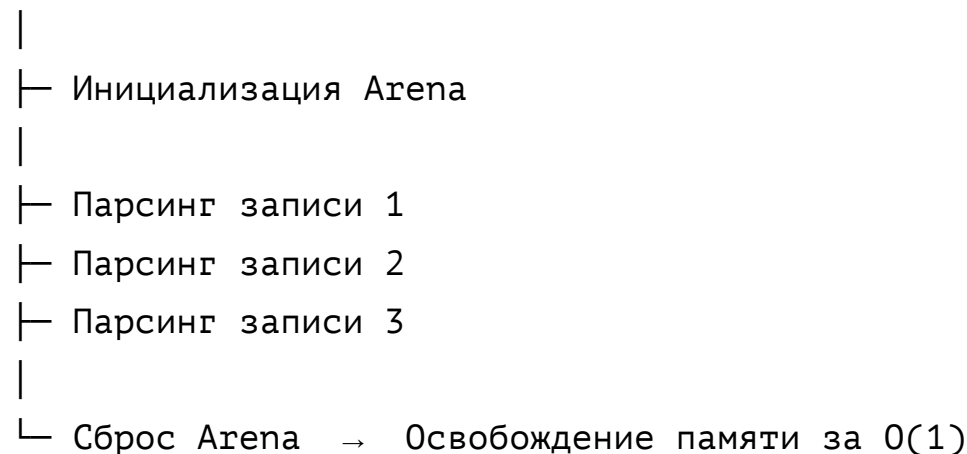 │
├─ Инициализация Arena
│
├─ Парсинг записи 1
├─ Парсинг записи 2
├─ Парсинг записи 3
│
└─ Сброс Arena  →  Освобождение памяти за O(1)